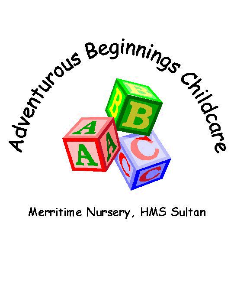 Adventurous Beginnings Childcare
E
B B
A
A A
C
C C
Merritime Nursery, HMS Sultan